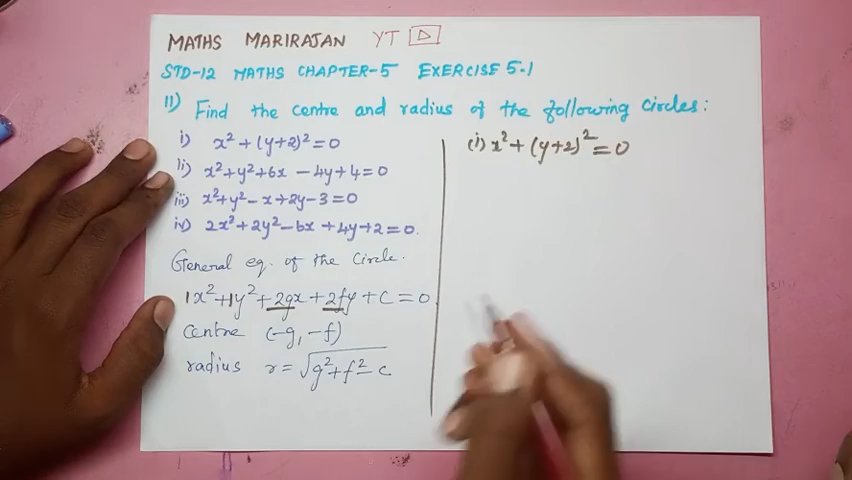 MATHS MARIRAJAN YT
STD-12 MATHS CHAPTER-5 EXERCISE 5.1
11) Find the centre and radius of the following circles:
i) x²+(y+2)²=0
ii) x²+y²+6x-4y+4=0
iii) x²+y²-x+2y-3=0
iv) 2x²+2y²-6x+4y+2=0.
General eq. of the Circle.
1x²+1y²+2gx+2fy+C=0
Centre (-g,-f)
radius r=√g²+f²-c
(i) x²+(y+2)²=0